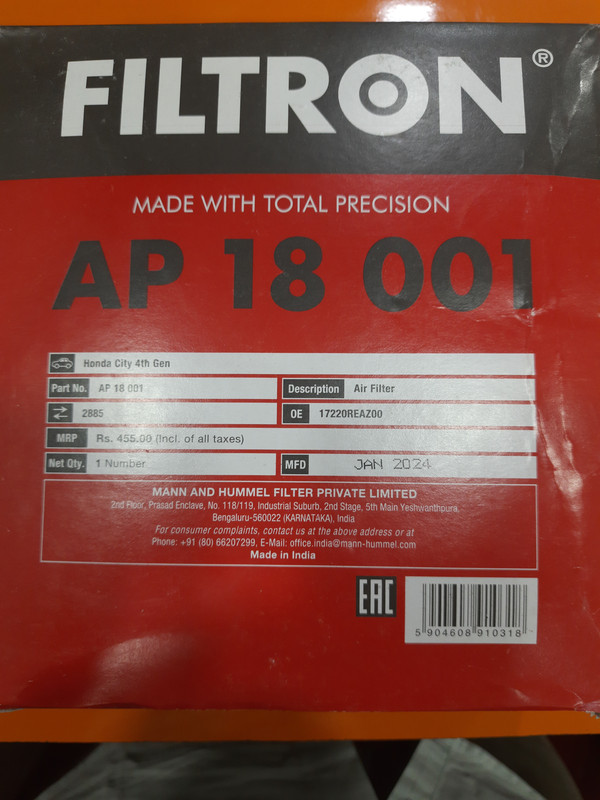 FILTRON®
MADE WITH TOTAL PRECISION
AP 18 001
Honda City 4th Gen
Part No. AP 18 001 Description Air Filter
2885 OE 17220REAZ00
MRP Rs. 455.00 (Incl. of all taxes)
Net Qty. 1 Number MFD JAN 2024
MANN AND HUMMEL FILTER PRIVATE LIMITED
2nd Floor, Prasad Enclave, No. 118/119, Industrial Suburb, 2nd Stage, 5th Main Yeshwanthpura,
Bengaluru-560022 (KARNATAKA), India
For consumer complaints, contact us at the above address or at
Phone: +91 (80) 66207299, E-Mail: office.india@mann-hummel.com
Made in India
EAC
5 904608 910318